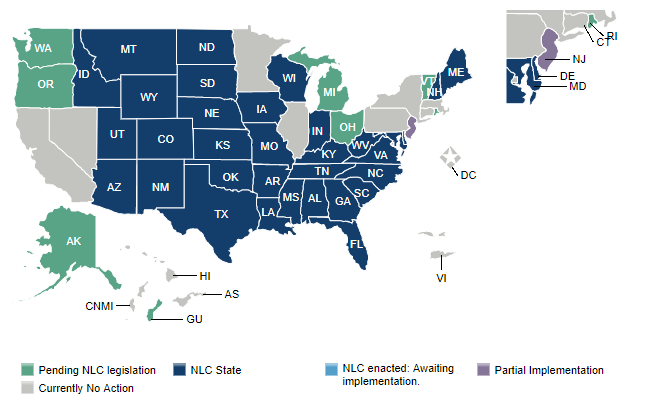 WA
MT
ND
ME
OR
ID
SD
WI
VT
NH
MI
WY
NE
IA
OH
IN
UT
CO
KS
MO
KY
WV
VA
AZ
NM
OK
AR
TN
NC
SC
TX
LA
MS
AL
GA
FL
AK
HI
AS
CNMI
GU
RI
CT
NJ
DE
MD
DC
VI
Pending NLC legislation
NLC State
NLC enacted: Awaiting
implementation.
Partial Implementation
Currently No Action